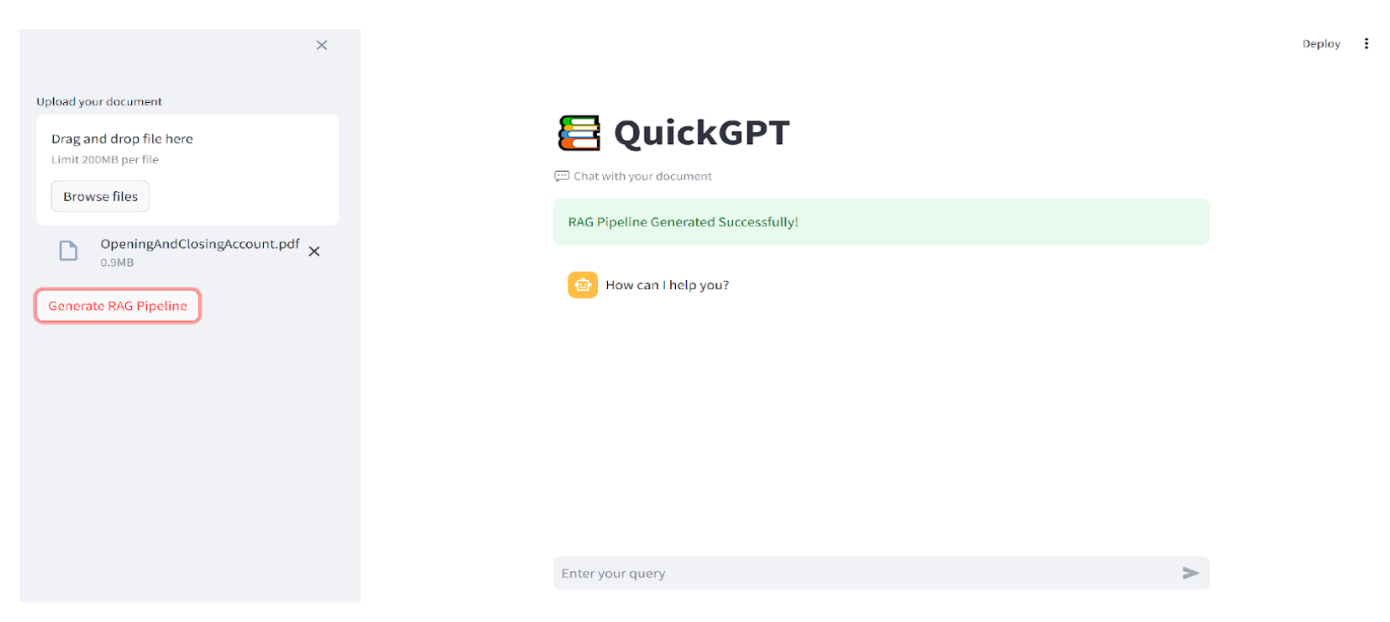 Upload your document
Drag and drop file here
Limit 200MB per file
Browse files
OpeningAndClosingAccount.pdf
0.9MB
Generate RAG Pipeline
Deploy
QuickGPT
Chat with your document
RAG Pipeline Generated Successfully!
How can I help you?
Enter your query